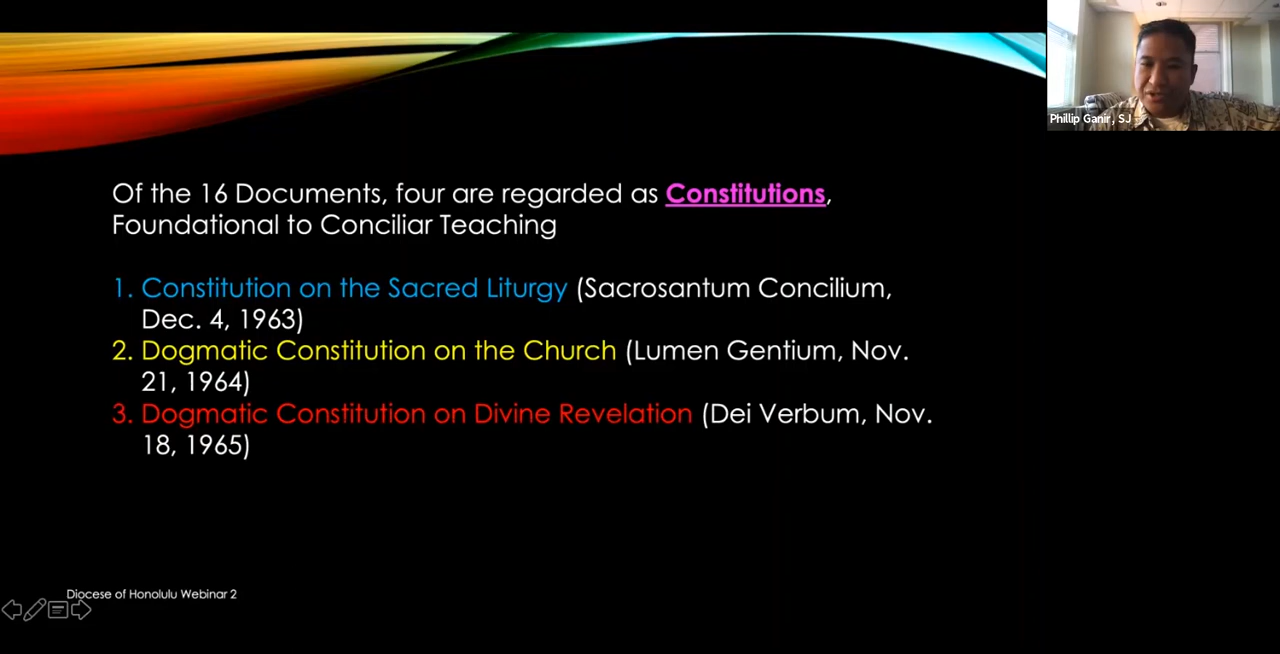 Phillip Ganir, SJ
Of the 16 Documents, four are regarded as Constitutions,
Foundational to Conciliar Teaching
1. Constitution on the Sacred Liturgy (Sacrosantum Concilium,
Dec. 4, 1963)
2. Dogmatic Constitution on the Church (Lumen Gentium, Nov.
21, 1964)
3. Dogmatic Constitution on Divine Revelation (Dei Verbum, Nov.
18, 1965)
Diocese of Honolulu Webinar 2